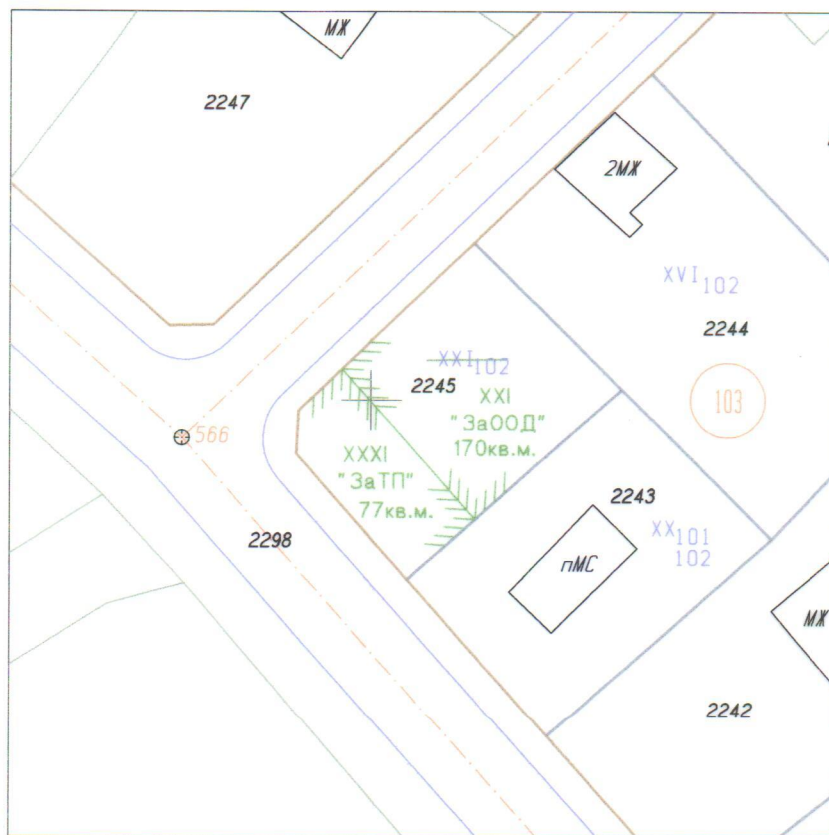 МЖ
2247
2МЖ
XVI 102
2244
XXI 102
2245
103
XXI
"ЗаООД"
170кв.м.
566
XXXI
"ЗаТП"
77кв.м.
2243
2298
XX 101
102
пМС
МЖ
2242